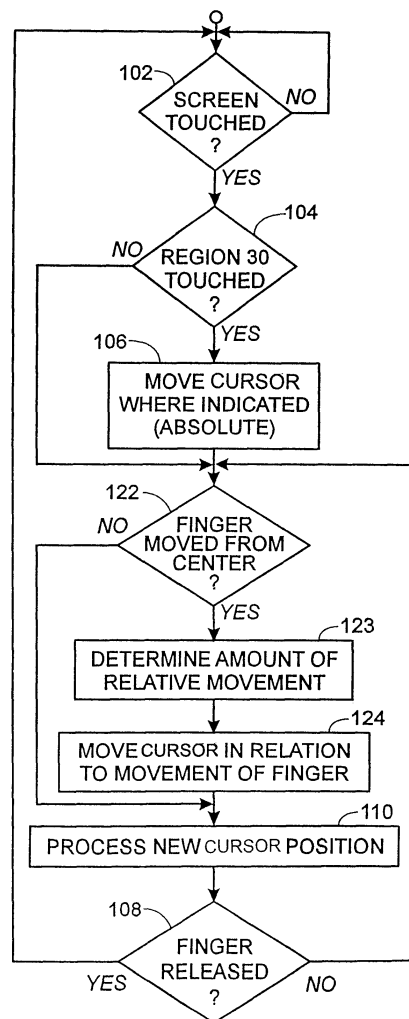 102
SCREEN
TOUCHED
?
NO
YES
104
NO
REGION 30
TOUCHED
?
YES
106
MOVE CURSOR
WHERE INDICATED
(ABSOLUTE)
122
NO
FINGER
MOVED FROM
CENTER
?
YES
123
DETERMINE AMOUNT OF
RELATIVE MOVEMENT
124
MOVE CURSOR IN RELATION
TO MOVEMENT OF FINGER
110
PROCESS NEW CURSOR POSITION
108
FINGER
RELEASED
?
YES
NO